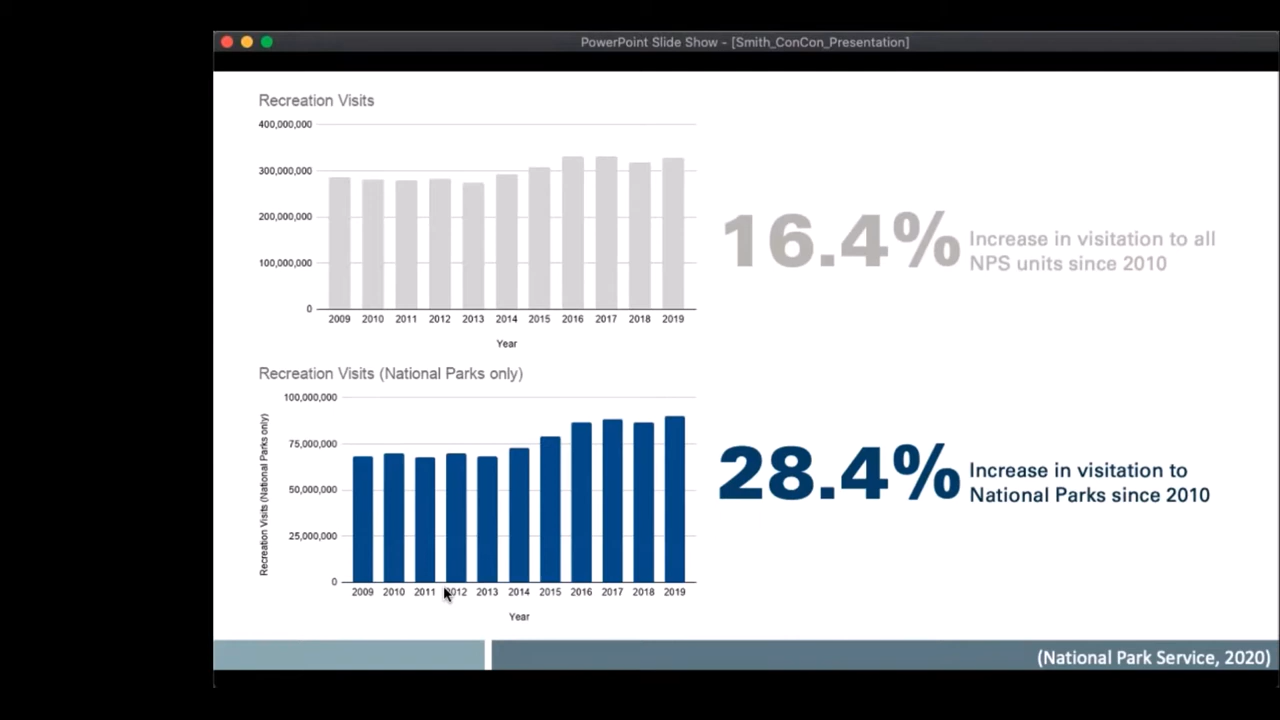 PowerPoint Slide Show - [Smith_ConCon_Presentation]
Recreation Visits
400,000,000
300,000,000
200,000,000
100,000,000
0
2009 2010 2011 2012 2013 2014 2015 2016 2017 2018 2019
Year
16.4%
Increase in visitation to all
NPS units since 2010
Recreation Visits (National Parks only)
Recreation Visits (National Parks only)
100,000,000
75,000,000
50,000,000
25,000,000
0
2009 2010 2011 2012 2013 2014 2015 2016 2017 2018 2019
Year
28.4%
Increase in visitation to
National Parks since 2010
(National Park Service, 2020)